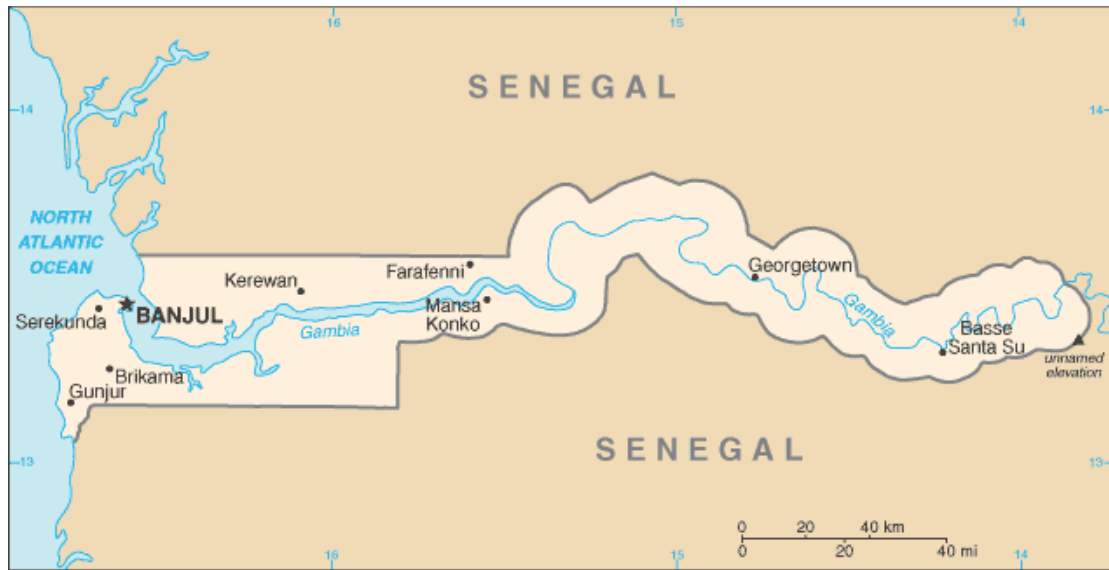 16
15
14
SENEGAL
14
14
NORTH
ATLANTIC
OCEAN
Farafenni
Kerewan
Georgetown
BANJUL
Serekunda
Mansa
Konko
Gambia
Gambia
Basse
Santa Su
unnamed
elevation
Brikama
Gunjur
SENEGAL
13
13
0
20
40 km
0
20
40 mi
16
15
14